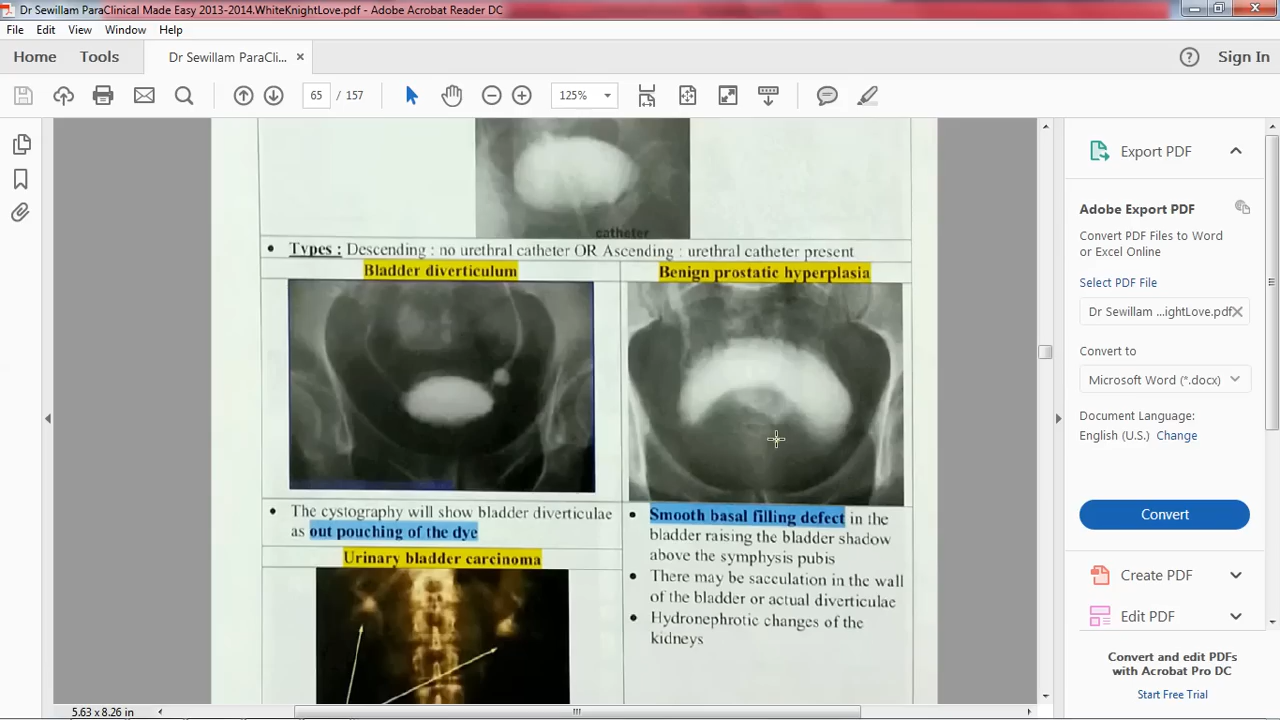 Dr Sewillam ParaClinical Made Easy 2013-2014.WhiteKnightLove.pdf - Adobe Acrobat Reader DC
File Edit View Window Help
Home Tools Dr Sewillam ParaCli... × ? Sign In
65 / 157 125%
catheter
• Types : Descending : no urethral catheter OR Ascending : urethral catheter present
Bladder diverticulum
• The cystography will show bladder diverticulae
as out pouching of the dye
Urinary bladder carcinoma
Benign prostatic hyperplasia
• Smooth basal filling defect in the
bladder raising the bladder shadow
above the symphysis pubis
• There may be sacculation in the wall
of the bladder or actual diverticulae
• Hydronephrotic changes of the
kidneys
Export PDF
Adobe Export PDF
Convert PDF Files to Word
or Excel Online
Select PDF File
Dr Sewillam ...ightLove.pdf
Convert to
Microsoft Word (*.docx)
Document Language:
English (U.S.) Change
Convert
Create PDF
Edit PDF
Convert and edit PDFs
with Acrobat Pro DC
Start Free Trial
5.63 x 8.26 in